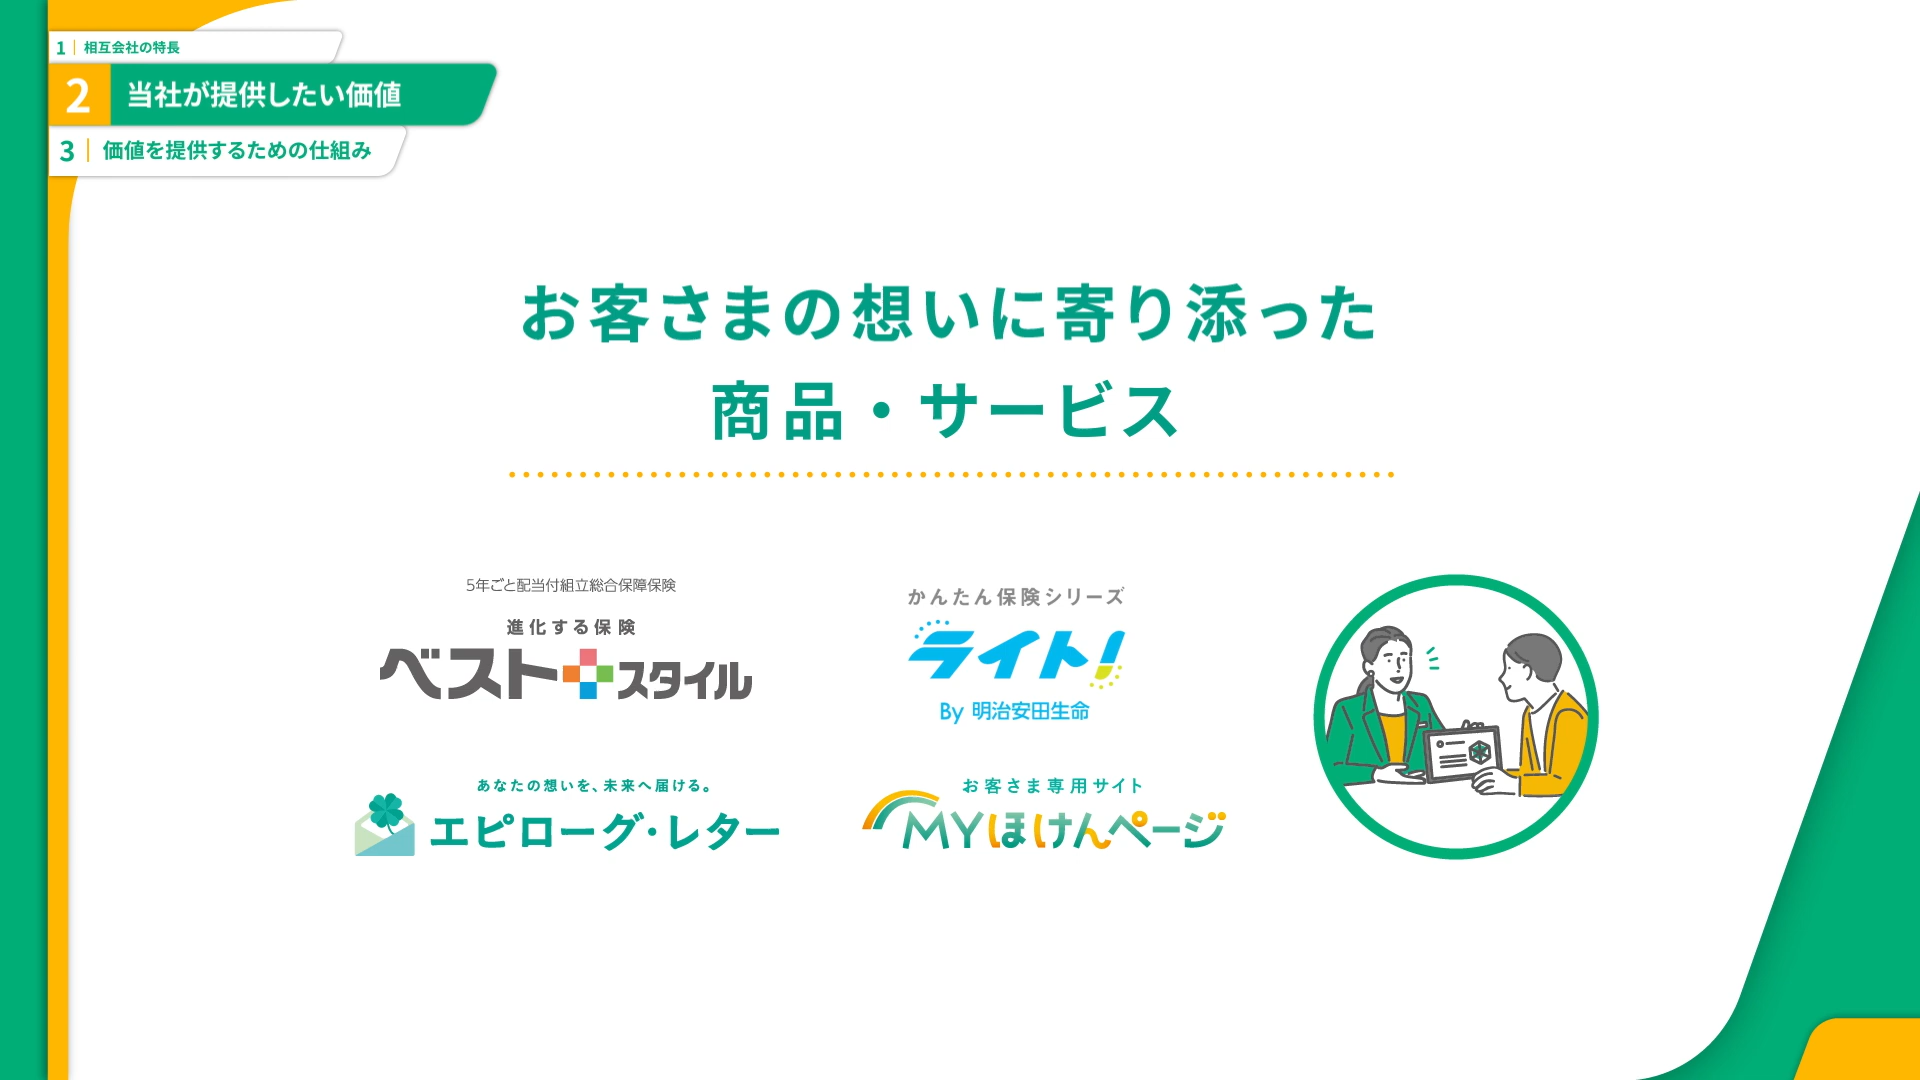 1 相互会社の特長
2 当社が提供したい価値
3 価値を提供するための仕組み
お客さまの想いに寄り添った
商品・サービス
5年ごと配当付組立総合保障保険
進化する保険
ベストスタイル
かんたん保険シリーズ
ライト!
By 明治安田生命
あなたの想いを、未来へ届ける。
エピローグ・レター
お客さま専用サイト
MYほけんページ